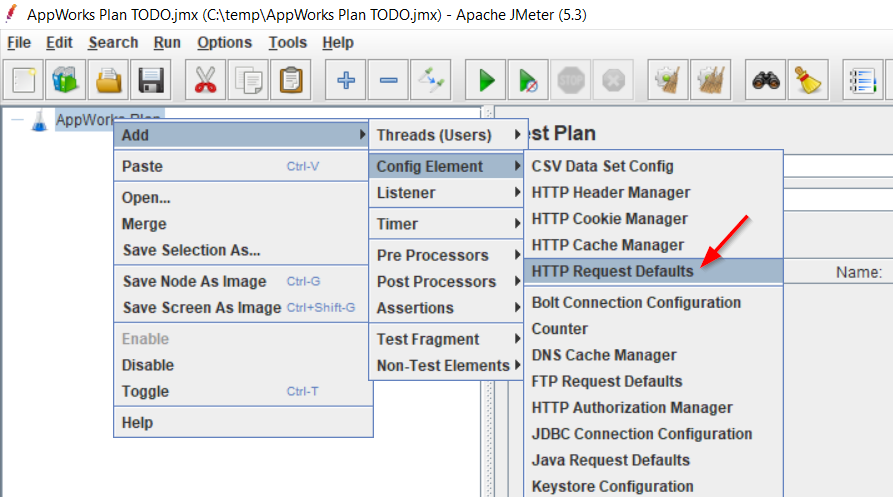 AppWorks Plan TODO.jmx (C:\temp\AppWorks Plan TODO.jmx) - Apache JMeter (5.3)
File Edit Search Run Options Tools Help
STOP
AppWorks Plan
Add
Paste Ctrl-V
Open...
Merge
Save Selection As...
Save Node As Image Ctrl-G
Save Screen As Image Ctrl+Shift-G
Enable
Disable
Toggle Ctrl-T
Help
Threads (Users)
Config Element
Listener
Timer
Pre Processors
Post Processors
Assertions
Test Fragment
Non-Test Elements
est Plan
CSV Data Set Config
HTTP Header Manager
HTTP Cookie Manager
HTTP Cache Manager
HTTP Request Defaults
Bolt Connection Configuration
Counter
DNS Cache Manager
FTP Request Defaults
HTTP Authorization Manager
JDBC Connection Configuration
Java Request Defaults
Keystore Configuration
Name: